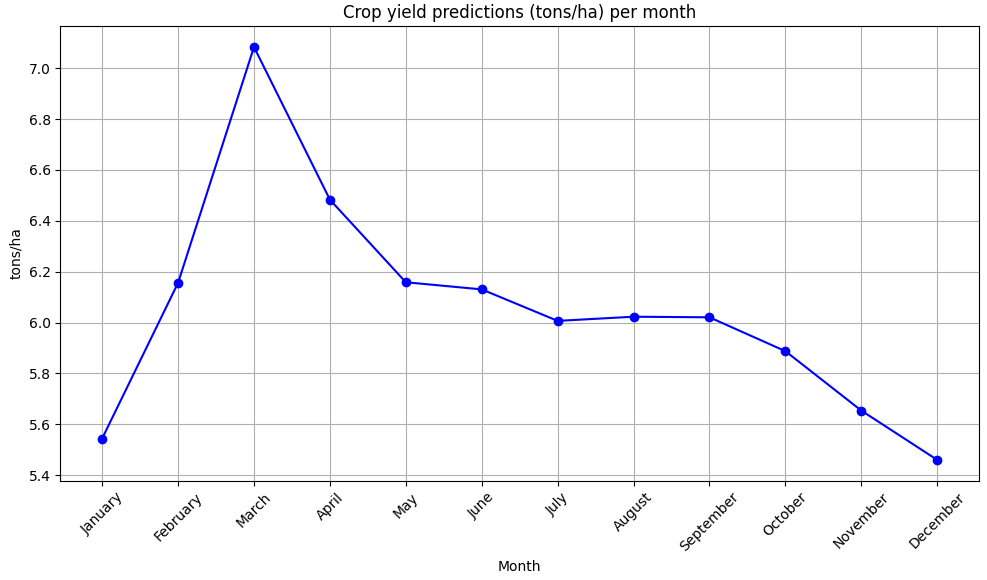 Crop yield predictions (tons/ha) per month
7.0
6.8
6.6
6.4
6.2
6.0
5.8
5.6
5.4
tons/ha
January
February
March
April
May
June
July
August
September
October
November
December
Month